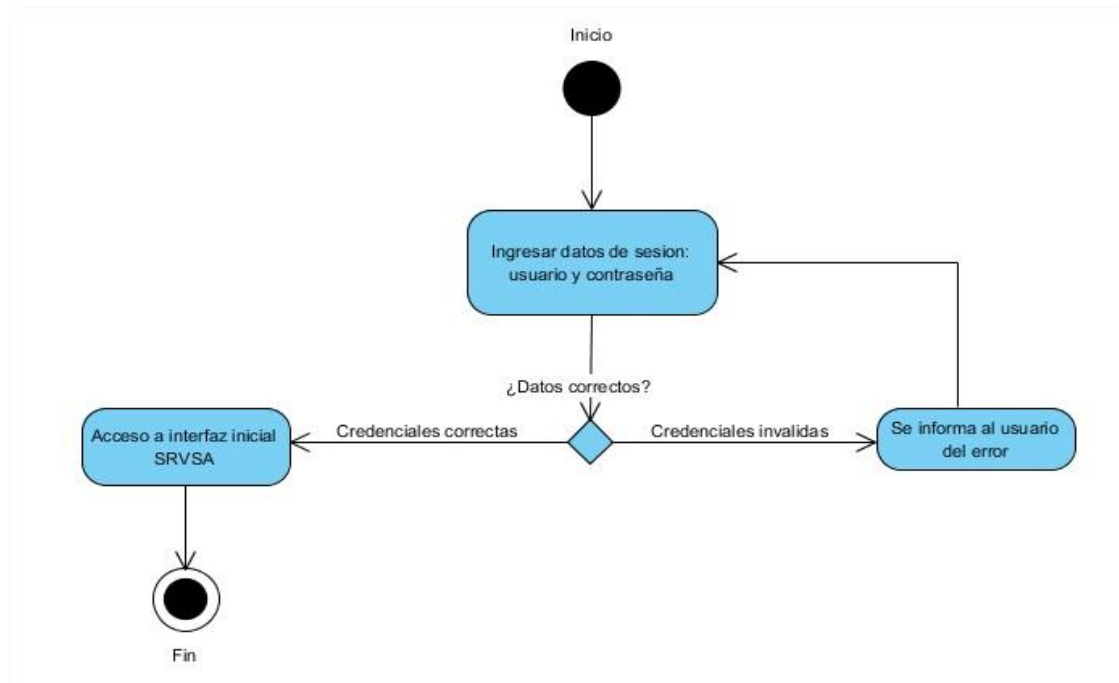 Inicio
Ingresar datos de sesion:
usuario y contraseña
¿Datos correctos?
Acceso a interfaz inicial
SRVSA
Credenciales correctas
Credenciales invalidas
Se informa al usuario
del error
Fin